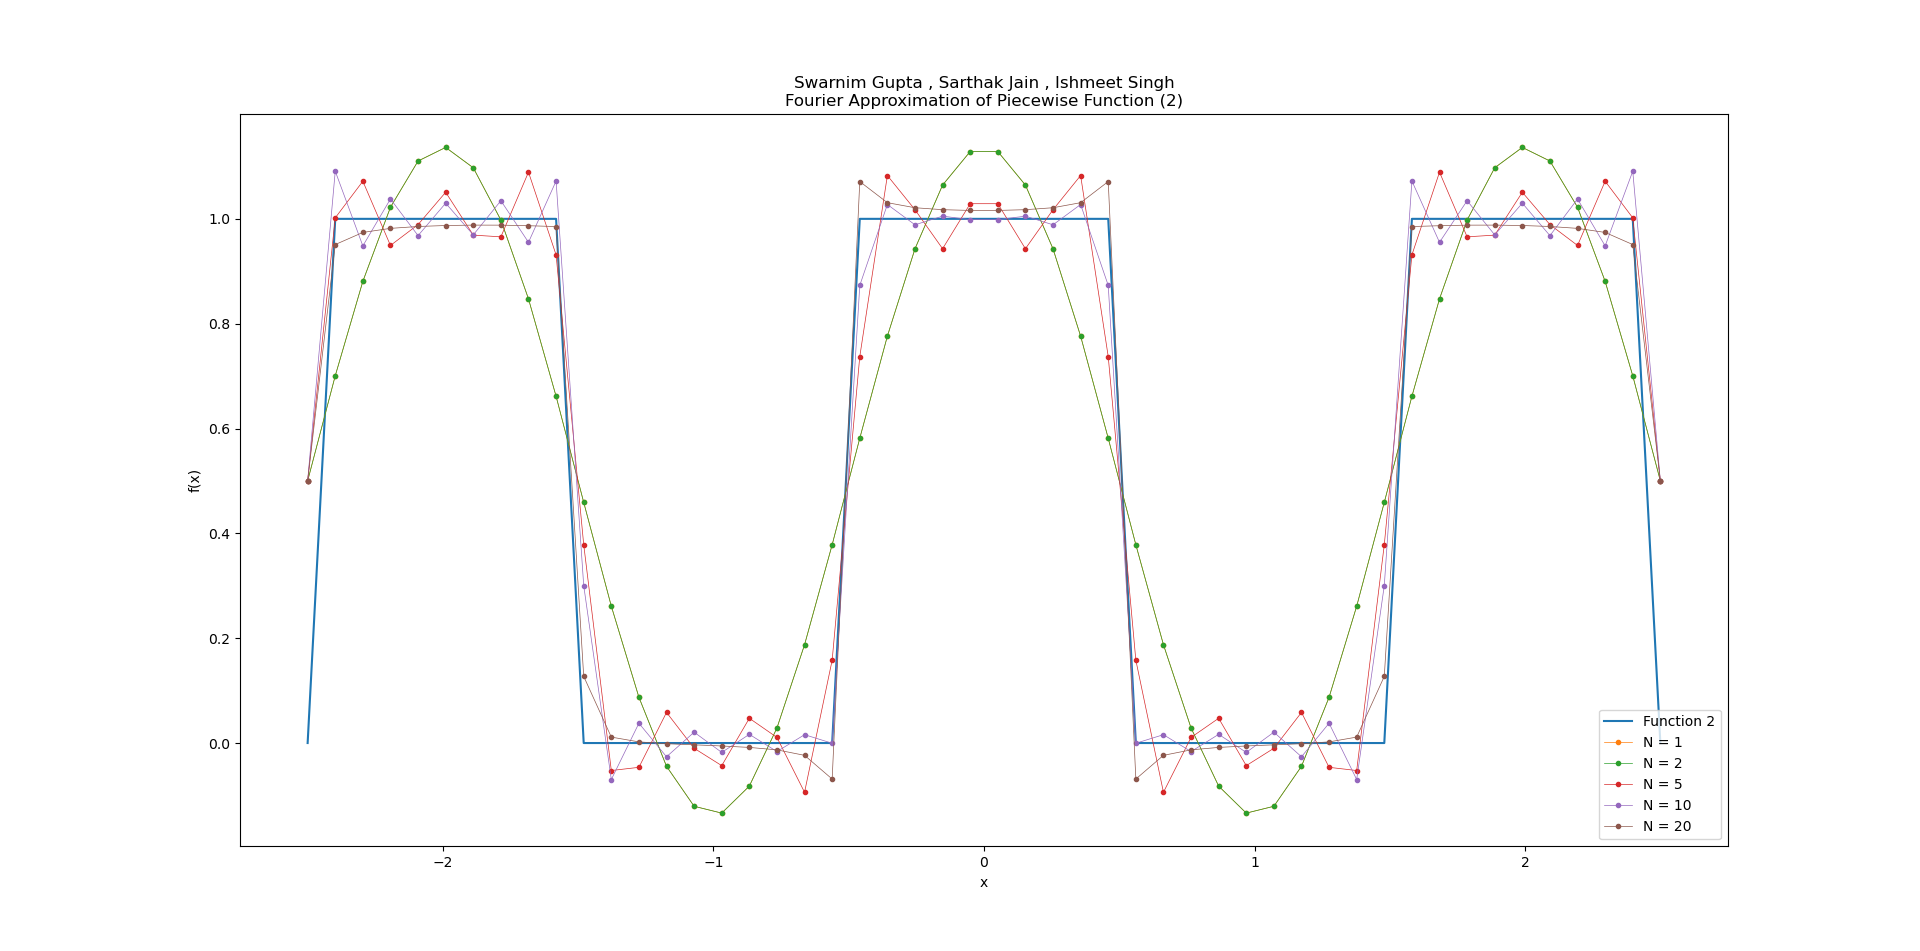 Swarnim Gupta , Sarthak Jain , Ishmeet Singh
Fourier Approximation of Piecewise Function (2)
f(x)
1.0
0.8
0.6
0.4
0.2
0.0
−2
−1
0
1
2
x
Function 2
N = 1
N = 2
N = 5
N = 10
N = 20